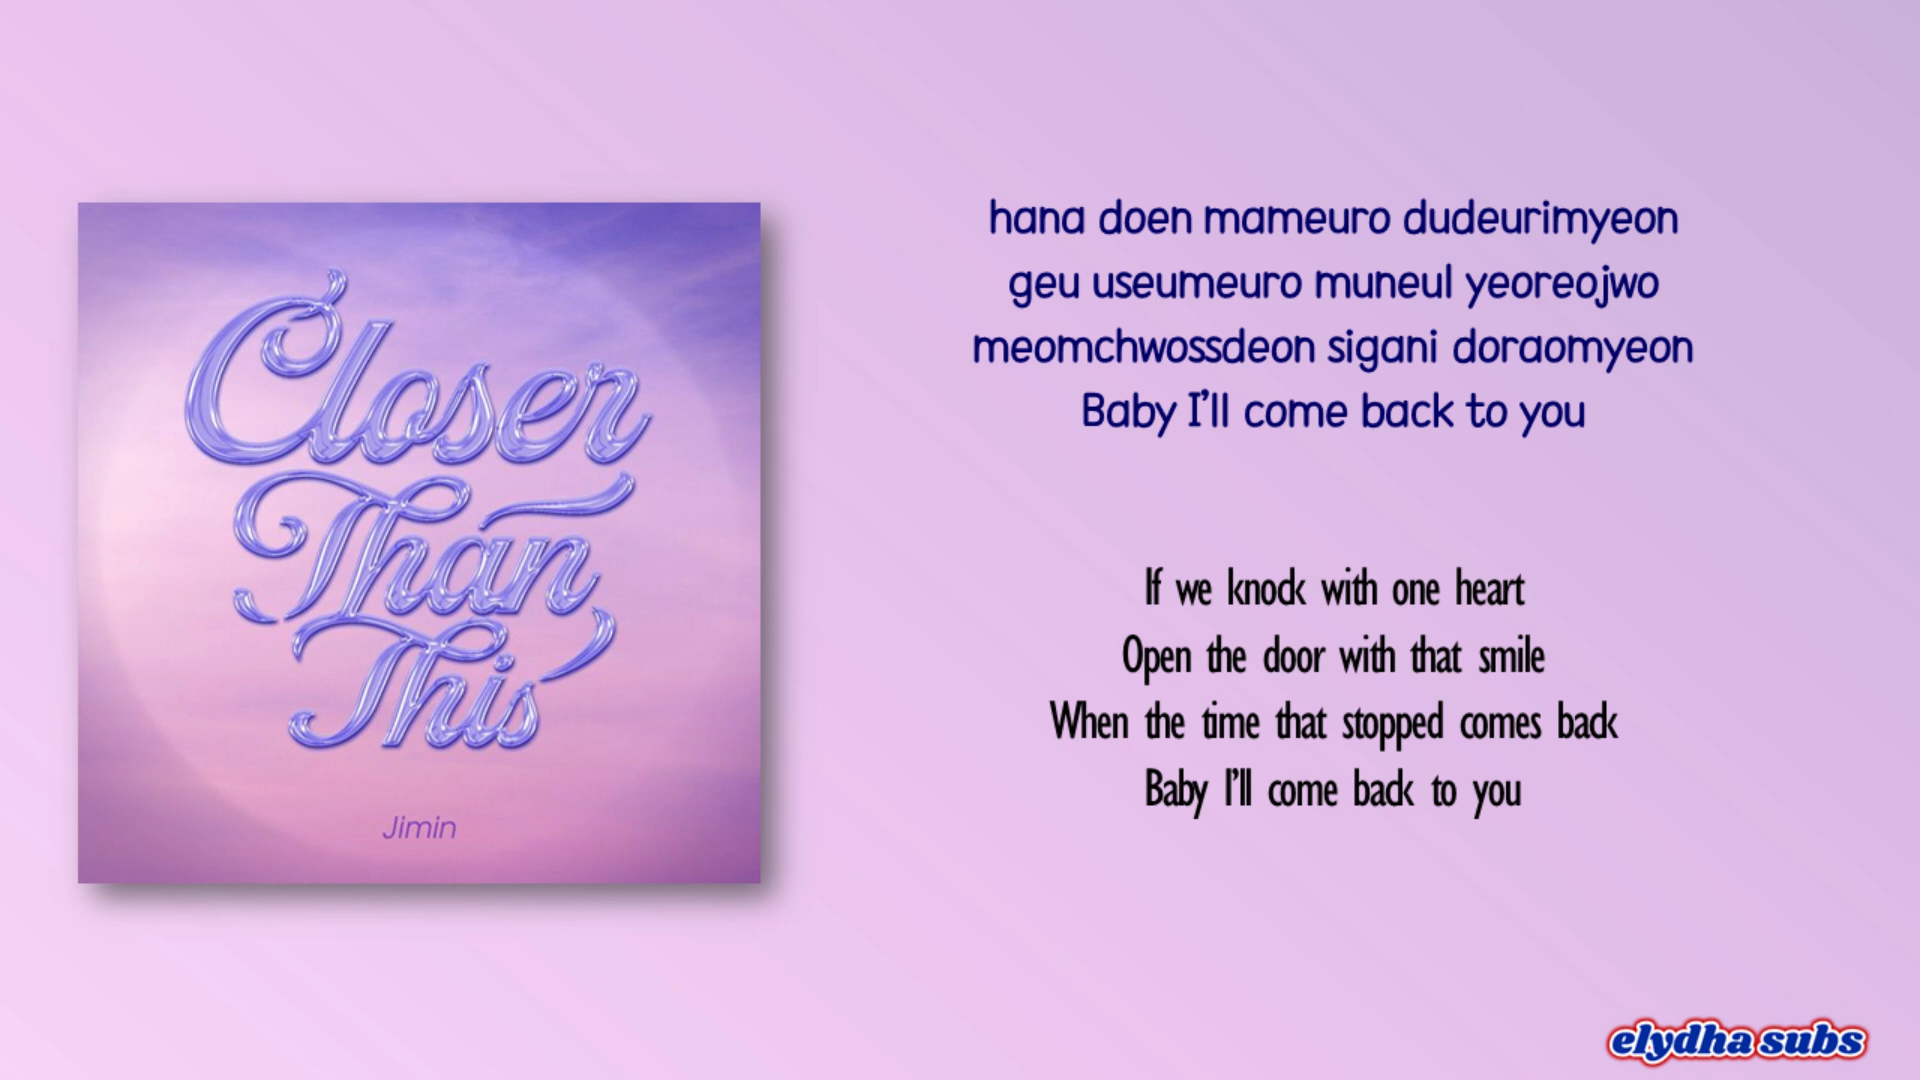 Closer
Than
This
Jimin
hana doen mameuro dudeurimyeon
geu useumeuro muneul yeoreojwo
meomchwossdeon sigani doraomyeon
Baby I'll come back to you
If we knock with one heart
Open the door with that smile
When the time that stopped comes back
Baby I'll come back to you
elydha subs